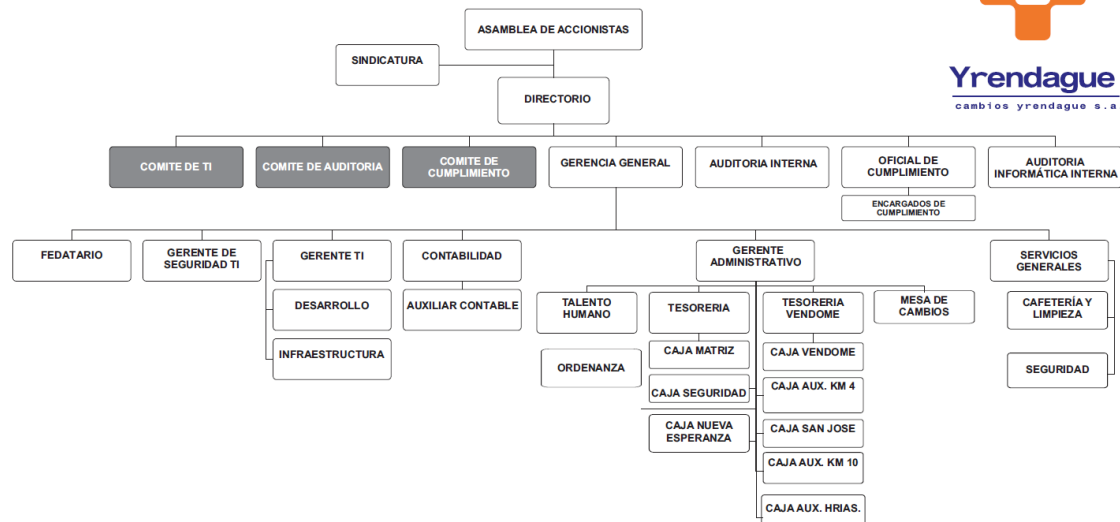 ASAMBLEA DE ACCIONISTAS
SINDICATURA
Yrendague
cambios yrendague s.a
DIRECTORIO
COMITE DE TI
COMITE DE AUDITORIA
COMITE DE
CUMPLIMIENTO
GERENCIA GENERAL
AUDITORIA INTERNA
OFICIAL DE
CUMPLIMIENTO
AUDITORIA
INFORMÁTICA INTERNA
ENCARGADOS DE
CUMPLIMIENTO
FEDATARIO
GERENTE DE
SEGURIDAD TI
GERENTE TI
CONTABILIDAD
GERENTE
ADMINISTRATIVO
SERVICIOS
GENERALES
DESARROLLO
AUXILIAR CONTABLE
TALENTO
HUMANO
TESORERIA
TESORERIA
VENDOME
MESA DE
CAMBIOS
CAFETERÍA Y
LIMPIEZA
INFRAESTRUCTURA
ORDENANZA
CAJA MATRIZ
CAJA VENDOME
SEGURIDAD
CAJA SEGURIDAD
CAJA AUX. KM 4
CAJA NUEVA
ESPERANZA
CAJA SAN JOSE
CAJA AUX. KM 10
CAJA AUX. HRIAS.